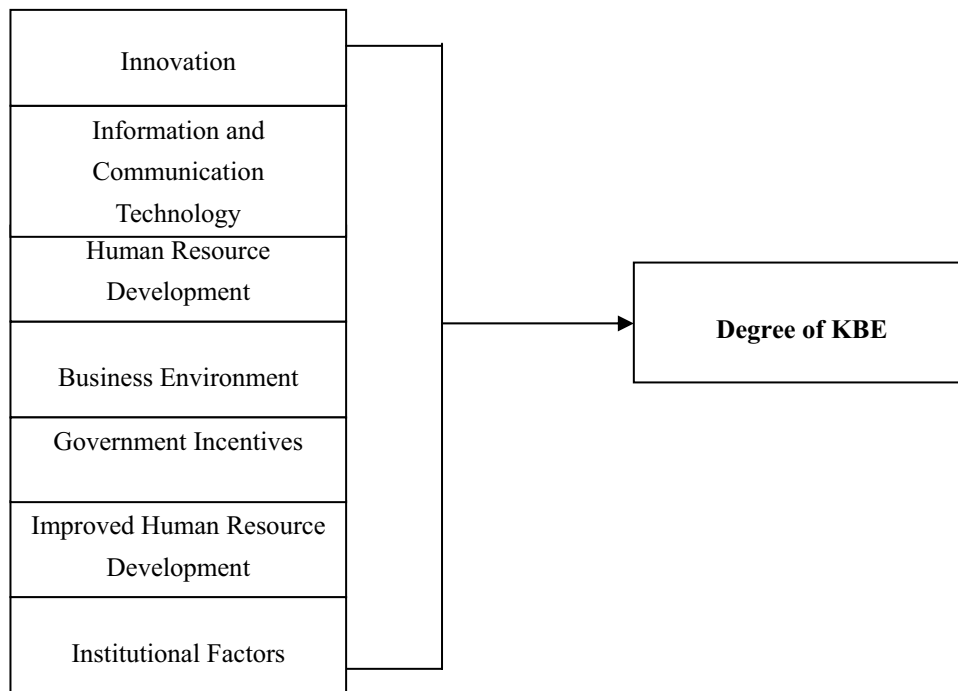 Innovation
Information and
Communication
Technology
Human Resource
Development
Business Environment
Government Incentives
Improved Human Resource
Development
Institutional Factors
Degree of KBE